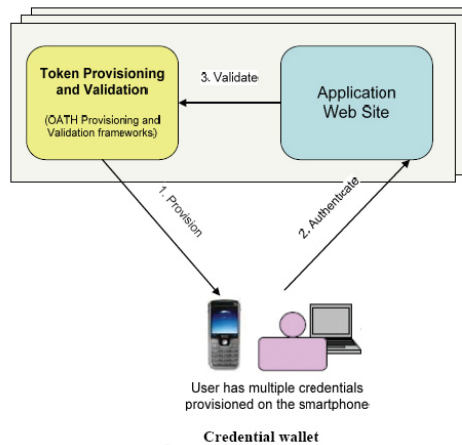 Token Provisioning
and Validation
(OATH Provisioning and
Validation frameworks)
3. Validate
Application
Web Site
1. Provision
2. Authenticate
User has multiple credentials
provisioned on the smartphone
Credential wallet